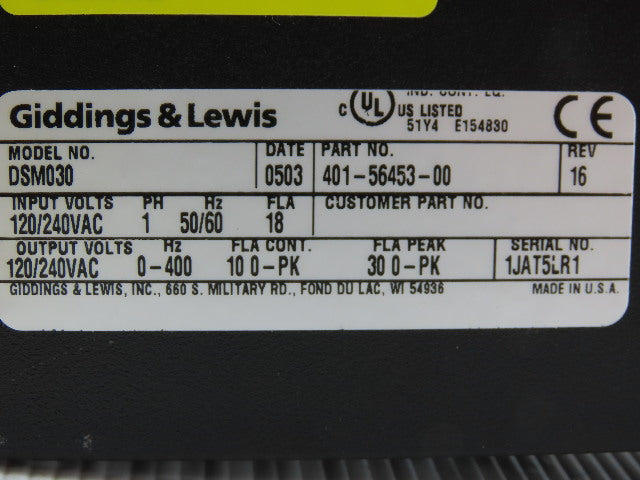 IND. CONT. EQ.
Giddings & Lewis
C UL US LISTED
51Y4 E154830
CE
MODEL NO. DATE PART NO. REV
DSM030 0503 401-56453-00 16
INPUT VOLTS PH Hz FLA CUSTOMER PART NO.
120/240VAC 1 50/60 18
OUTPUT VOLTS Hz FLA CONT. FLA PEAK SERIAL NO.
120/240VAC 0-400 10 0-PK 30 0-PK 1JAT5LR1
GIDDINGS & LEWIS, INC., 660 S. MILITARY RD., FOND DU LAC, WI 54936 MADE IN U.S.A.